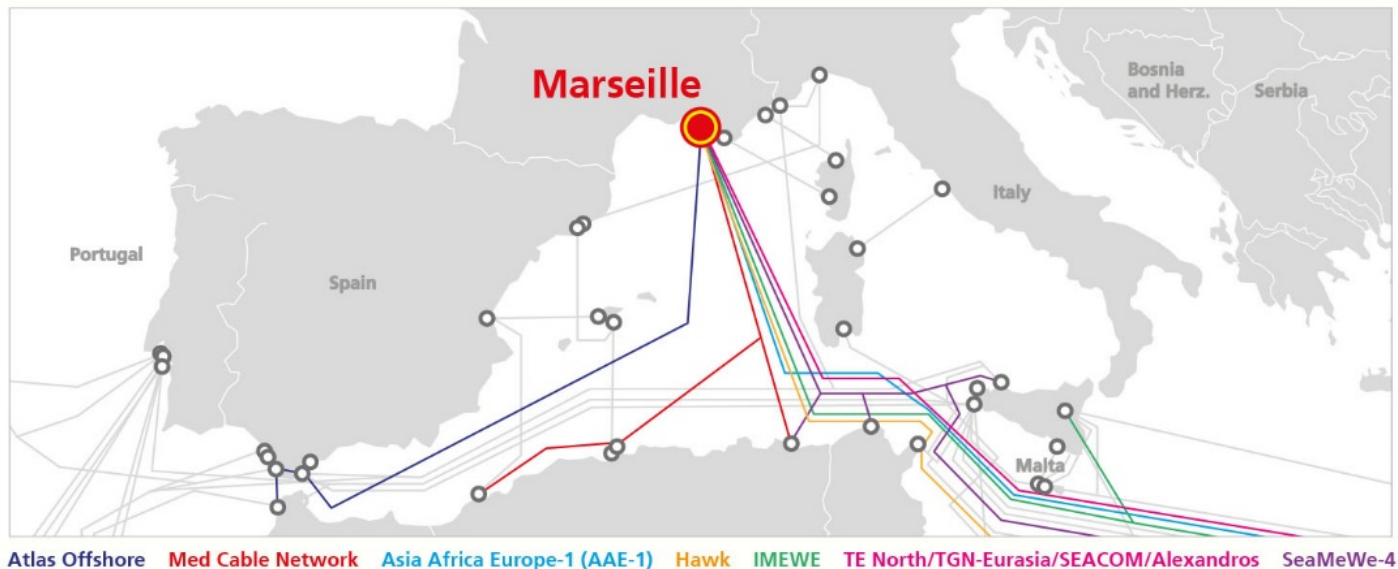 Marseille
Bosnia
and Herz.
Serbia
Italy
Portugal
Spain
Malta
Atlas Offshore Med Cable Network Asia Africa Europe-1 (AAE-1) Hawk IMEWE TE North/TGN-Eurasia/SEACOM/Alexandros SeaMeWe-4